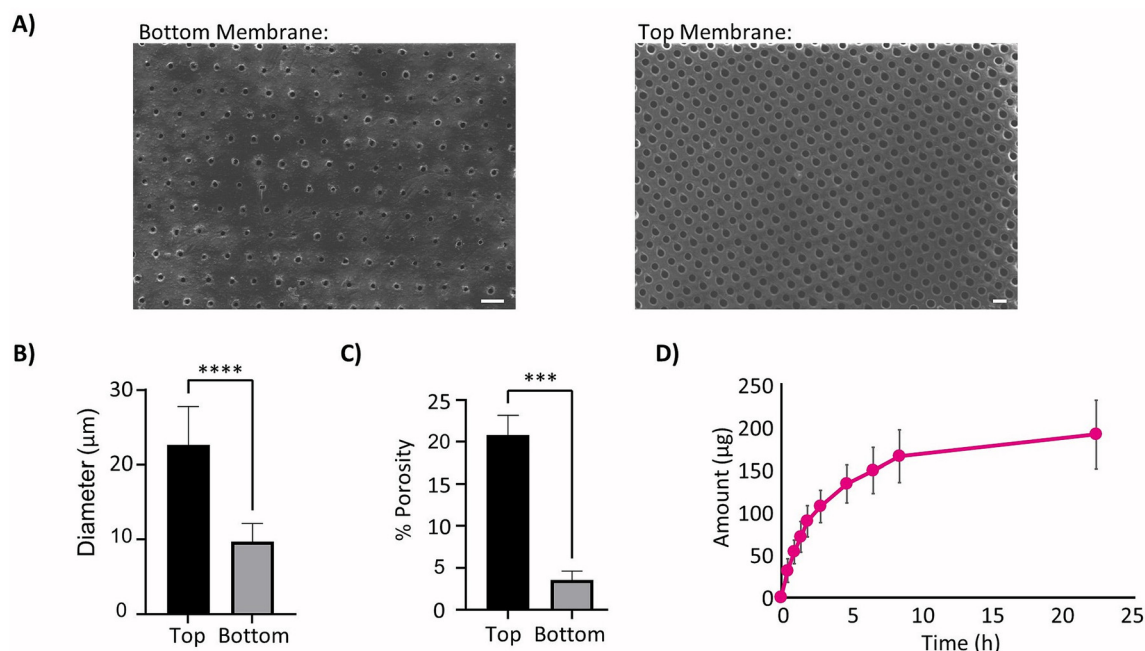 A)
Bottom Membrane:
Top Membrane:
B)
Diameter (μm)
30
20
10
0
****
Top
Bottom
C)
% Porosity
25
20
15
10
5
0
***
Top
Bottom
D)
Amount (μg)
250
200
150
100
50
0
0
5
10
15
20
25
Time (h)